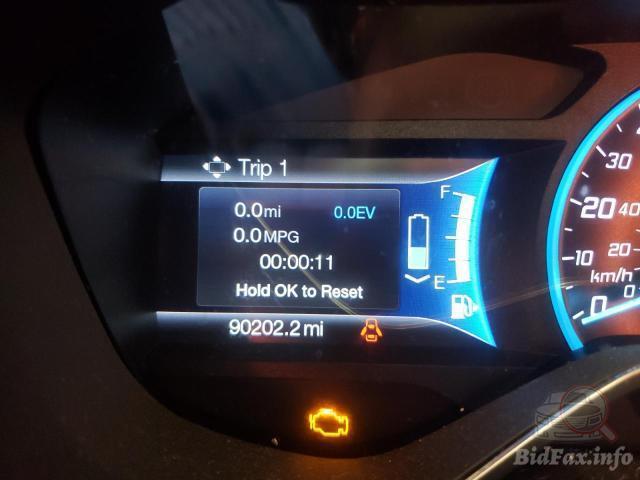 Trip 1
0.0mi 0.0EV
0.0MPG
00:00:11
Hold OK to Reset
90202.2 mi
F
E
30
20 40
20
10
km/h
0 0
BidFax.info